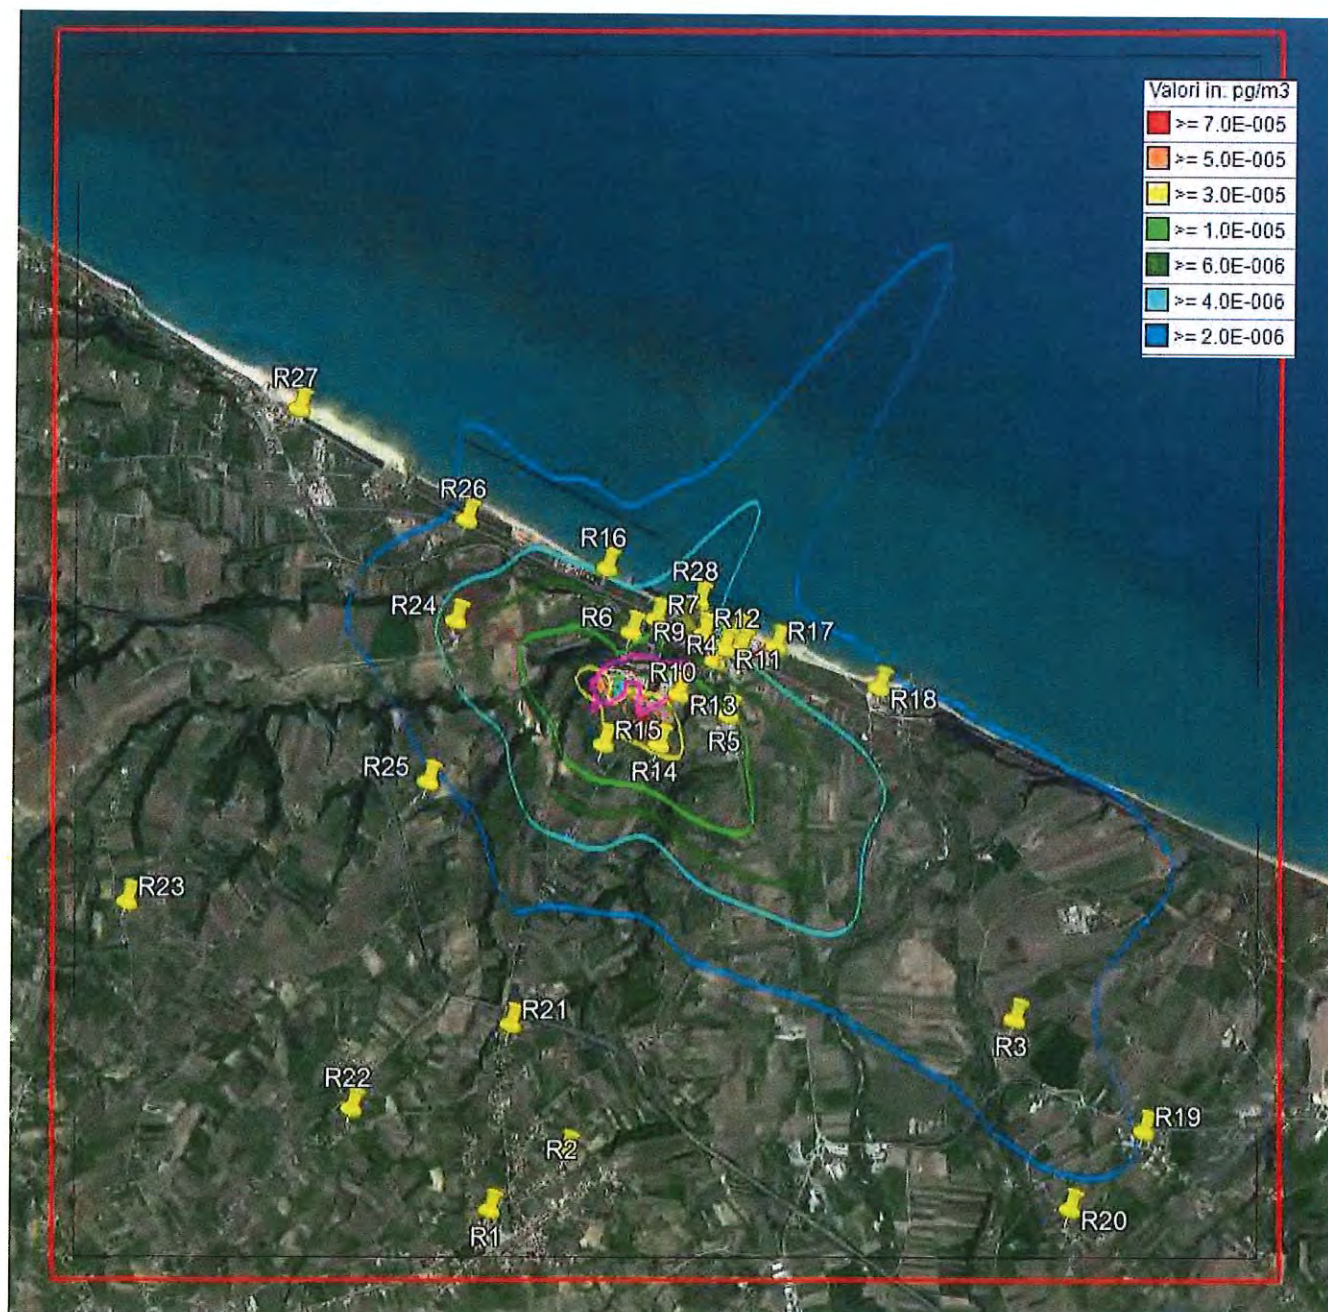 Valori in: pg/m3
>= 7.0E-005
>= 5.0E-005
>= 3.0E-005
>= 1.0E-005
>= 6.0E-006
>= 4.0E-006
>= 2.0E-006
R27
R26
R16
R28
R24
R6
R7
R12
R9
R4
R17
R11
R10
R18
R13
R15
R5
R14
R25
R23
R21
R3
R22
R19
R2
R20
R1